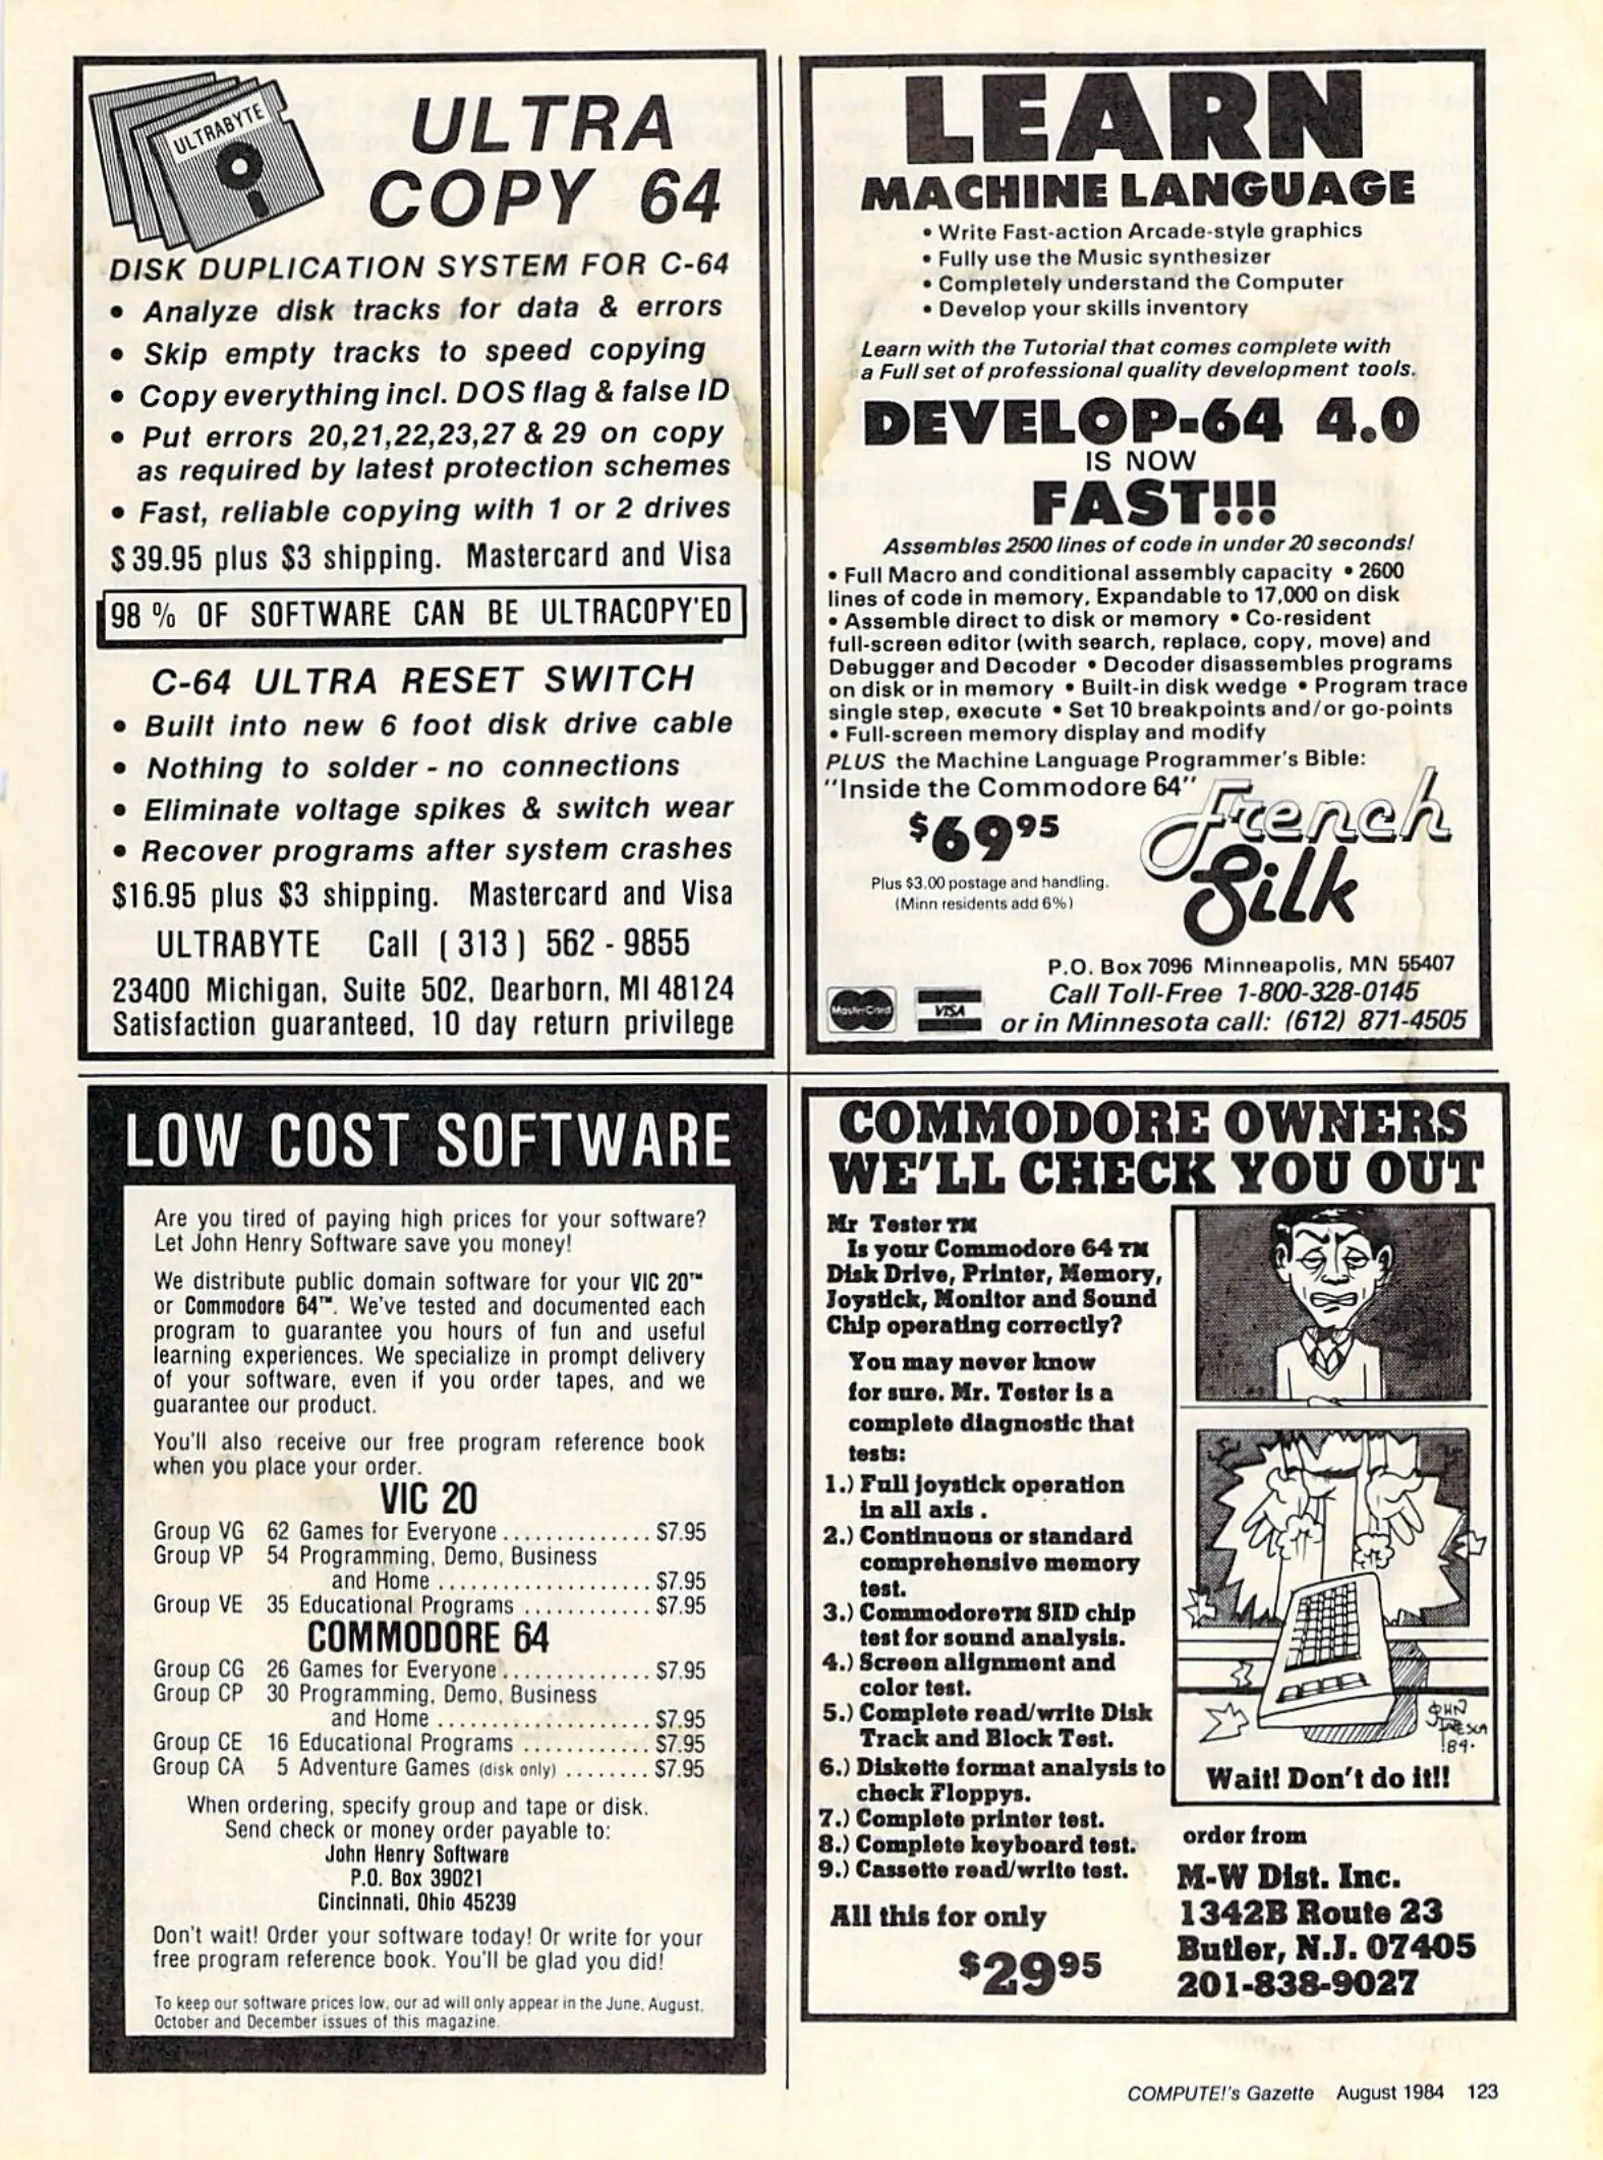 ULTRABYTE
ULTRA
COPY 64
DISK DUPLICATION SYSTEM FOR C-64
• Analyze disk tracks for data & errors
• Skip empty tracks to speed copying
• Copy everything incl. DOS flag & false ID
• Put errors 20,21,22,23,27 & 29 on copy
as required by latest protection schemes
• Fast, reliable copying with 1 or 2 drives
$39.95 plus $3 shipping. Mastercard and Visa
98 % OF SOFTWARE CAN BE ULTRACOPY'ED
C-64 ULTRA RESET SWITCH
• Built into new 6 foot disk drive cable
• Nothing to solder - no connections
• Eliminate voltage spikes & switch wear
• Recover programs after system crashes
$16.95 plus $3 shipping. Mastercard and Visa
ULTRABYTE Call (313) 562-9855
23400 Michigan, Suite 502, Dearborn, MI 48124
Satisfaction guaranteed, 10 day return privilege
LEARN
MACHINE LANGUAGE
• Write Fast-action Arcade-style graphics
• Fully use the Music synthesizer
• Completely understand the Computer
• Develop your skills inventory
Learn with the Tutorial that comes complete with
a Full set of professional quality development tools.
DEVELOP-64 4.0
IS NOW
FAST!!!
Assembles 2500 lines of code in under 20 seconds!
• Full Macro and conditional assembly capacity • 2600
lines of code in memory, Expandable to 17,000 on disk
• Assemble direct to disk or memory • Co-resident
full-screen editor (with search, replace, copy, move) and
Debugger and Decoder • Decoder disassembles programs
on disk or in memory • Built-in disk wedge • Program trace
single step, execute • Set 10 breakpoints and/or go-points
• Full-screen memory display and modify
PLUS the Machine Language Programmer's Bible:
"Inside the Commodore 64"
$69.95
Plus $3.00 postage and handling.
(Minn residents add 6%)
French
Silk
P.O. Box 7096 Minneapolis, MN 55407
Call Toll-Free 1-800-328-0145
MasterCard VISA or in Minnesota call: (612) 871-4505
LOW COST SOFTWARE
Are you tired of paying high prices for your software?
Let John Henry Software save you money!
We distribute public domain software for your VIC 20™
or Commodore 64™. We've tested and documented each
program to guarantee you hours of fun and useful
learning experiences. We specialize in prompt delivery
of your software, even if you order tapes, and we
guarantee our product.
You'll also receive our free program reference book
when you place your order.
VIC 20
Group VG 62 Games for Everyone .............. $7.95
Group VP 54 Programming, Demo, Business
and Home .................... $7.95
Group VE 35 Educational Programs ............ $7.95
COMMODORE 64
Group CG 26 Games for Everyone .............. $7.95
Group CP 30 Programming, Demo, Business
and Home .................... $7.95
Group CE 16 Educational Programs ............ $7.95
Group CA 5 Adventure Games (disk only) ........ $7.95
When ordering, specify group and tape or disk.
Send check or money order payable to:
John Henry Software
P.O. Box 39021
Cincinnati, Ohio 45239
Don't wait! Order your software today! Or write for your
free program reference book. You'll be glad you did!
To keep our software prices low, our ad will only appear in the June, August,
October and December issues of this magazine.
COMMODORE OWNERS
WE'LL CHECK YOU OUT
Mr Tester TM
Is your Commodore 64 TM
Disk Drive, Printer, Memory,
Joystick, Monitor and Sound
Chip operating correctly?
You may never know
for sure. Mr. Tester is a
complete diagnostic that
tests:
1.) Full joystick operation
in all axis .
2.) Continuous or standard
comprehensive memory
test.
3.) CommodoreTM SID chip
test for sound analysis.
4.) Screen alignment and
color test.
5.) Complete read/write Disk
Track and Block Test.
6.) Diskette format analysis to
check Floppys.
7.) Complete printer test.
8.) Complete keyboard test.
9.) Cassette read/write test.
All this for only
$29.95
JOHN
FRESCA
'84.
Wait! Don't do it!!
order from
M-W Dist. Inc.
1342B Route 23
Butler, N.J. 07405
201-838-9027
COMPUTE!'s Gazette August 1984 123